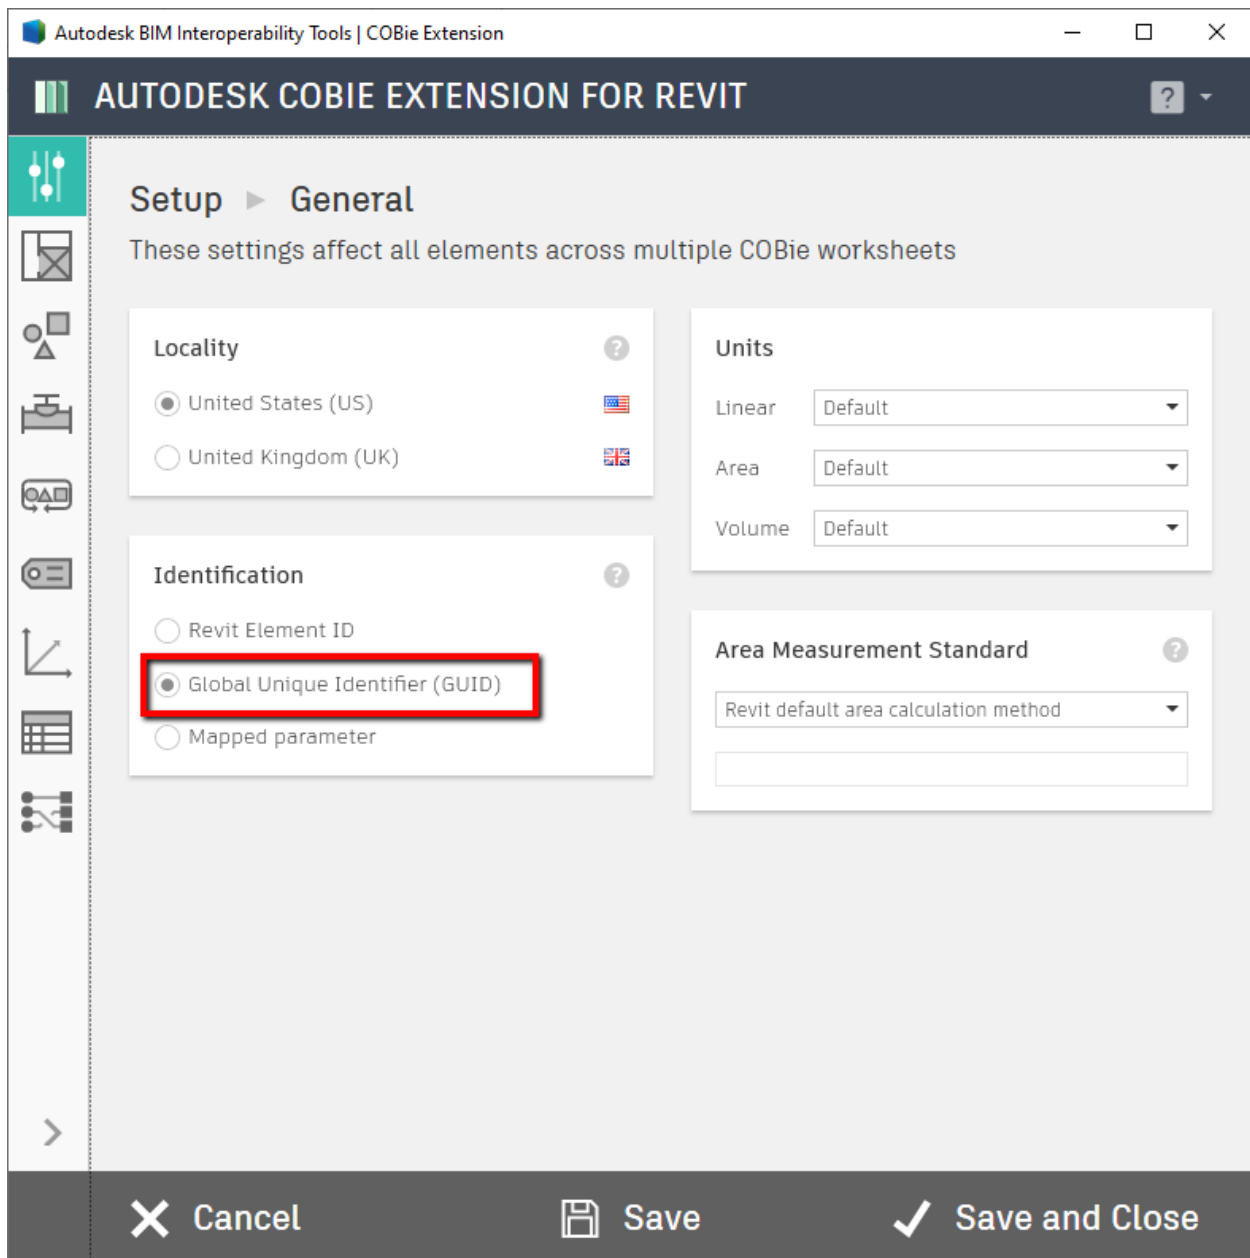 Autodesk BIM Interoperability Tools | COBie Extension
AUTODESK COBIE EXTENSION FOR REVIT
?
Setup General
These settings affect all elements across multiple COBie worksheets
Locality ?
United States (US)
United Kingdom (UK)
Identification ?
Revit Element ID
Global Unique Identifier (GUID)
Mapped parameter
Units
Linear Default
Area Default
Volume Default
Area Measurement Standard ?
Revit default area calculation method
Cancel Save Save and Close